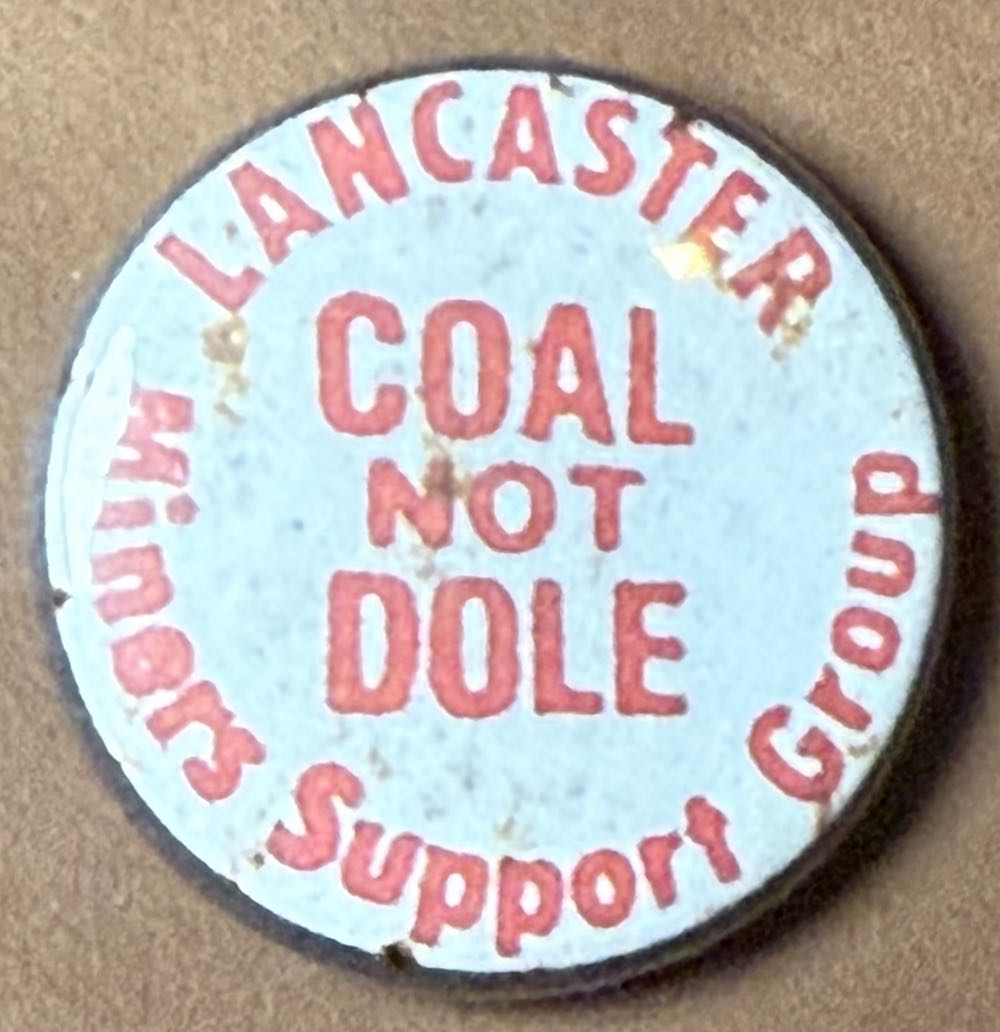 LANCASTER
COAL
NOT
DOLE
Miners Support Group